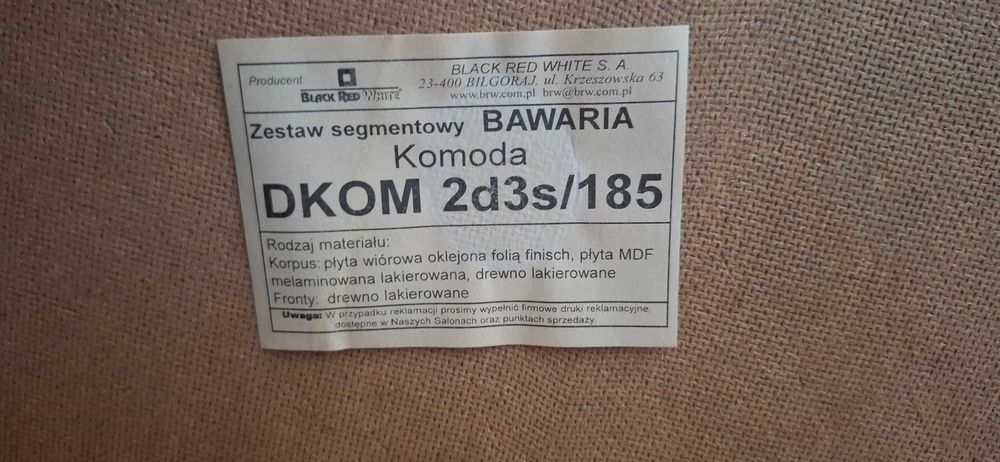 Producent
BLACK RED WHITE
BLACK RED WHITE S. A.
23-400 BIŁGORAJ, ul. Krzeszowska 63
www.brw.com.pl brw@brw.com.pl
Zestaw segmentowy BAWARIA
Komoda
DKOM 2d3s/185
Rodzaj materiału:
Korpus: płyta wiórowa oklejona folią finisch, płyta MDF
melaminowana lakierowana, drewno lakierowane
Fronty: drewno lakierowane
Uwaga: W przypadku reklamacji prosimy wypełnić firmowe druki reklamacyjne,
dostępne w Naszych Salonach oraz punktach sprzedaży.